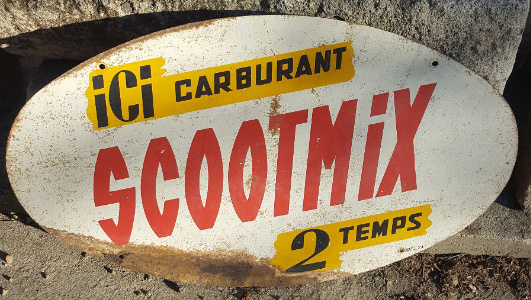 iCi CARBURANT
SCOOTMiX
2 TEMPS